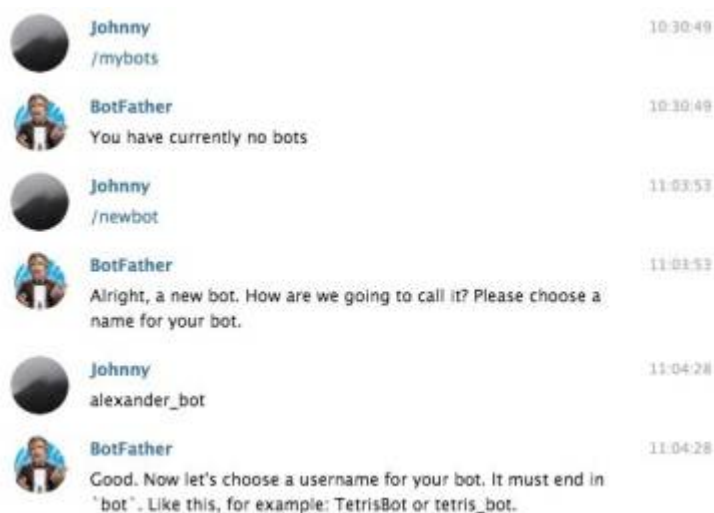 Johnny 10:30:49
/mybots
BotFather 10:30:49
You have currently no bots
Johnny 11:03:53
/newbot
BotFather 11:03:53
Alright, a new bot. How are we going to call it? Please choose a
name for your bot.
Johnny 11:04:28
alexander_bot
BotFather 11:04:28
Good. Now let's choose a username for your bot. It must end in
`bot`. Like this, for example: TetrisBot or tetris_bot.